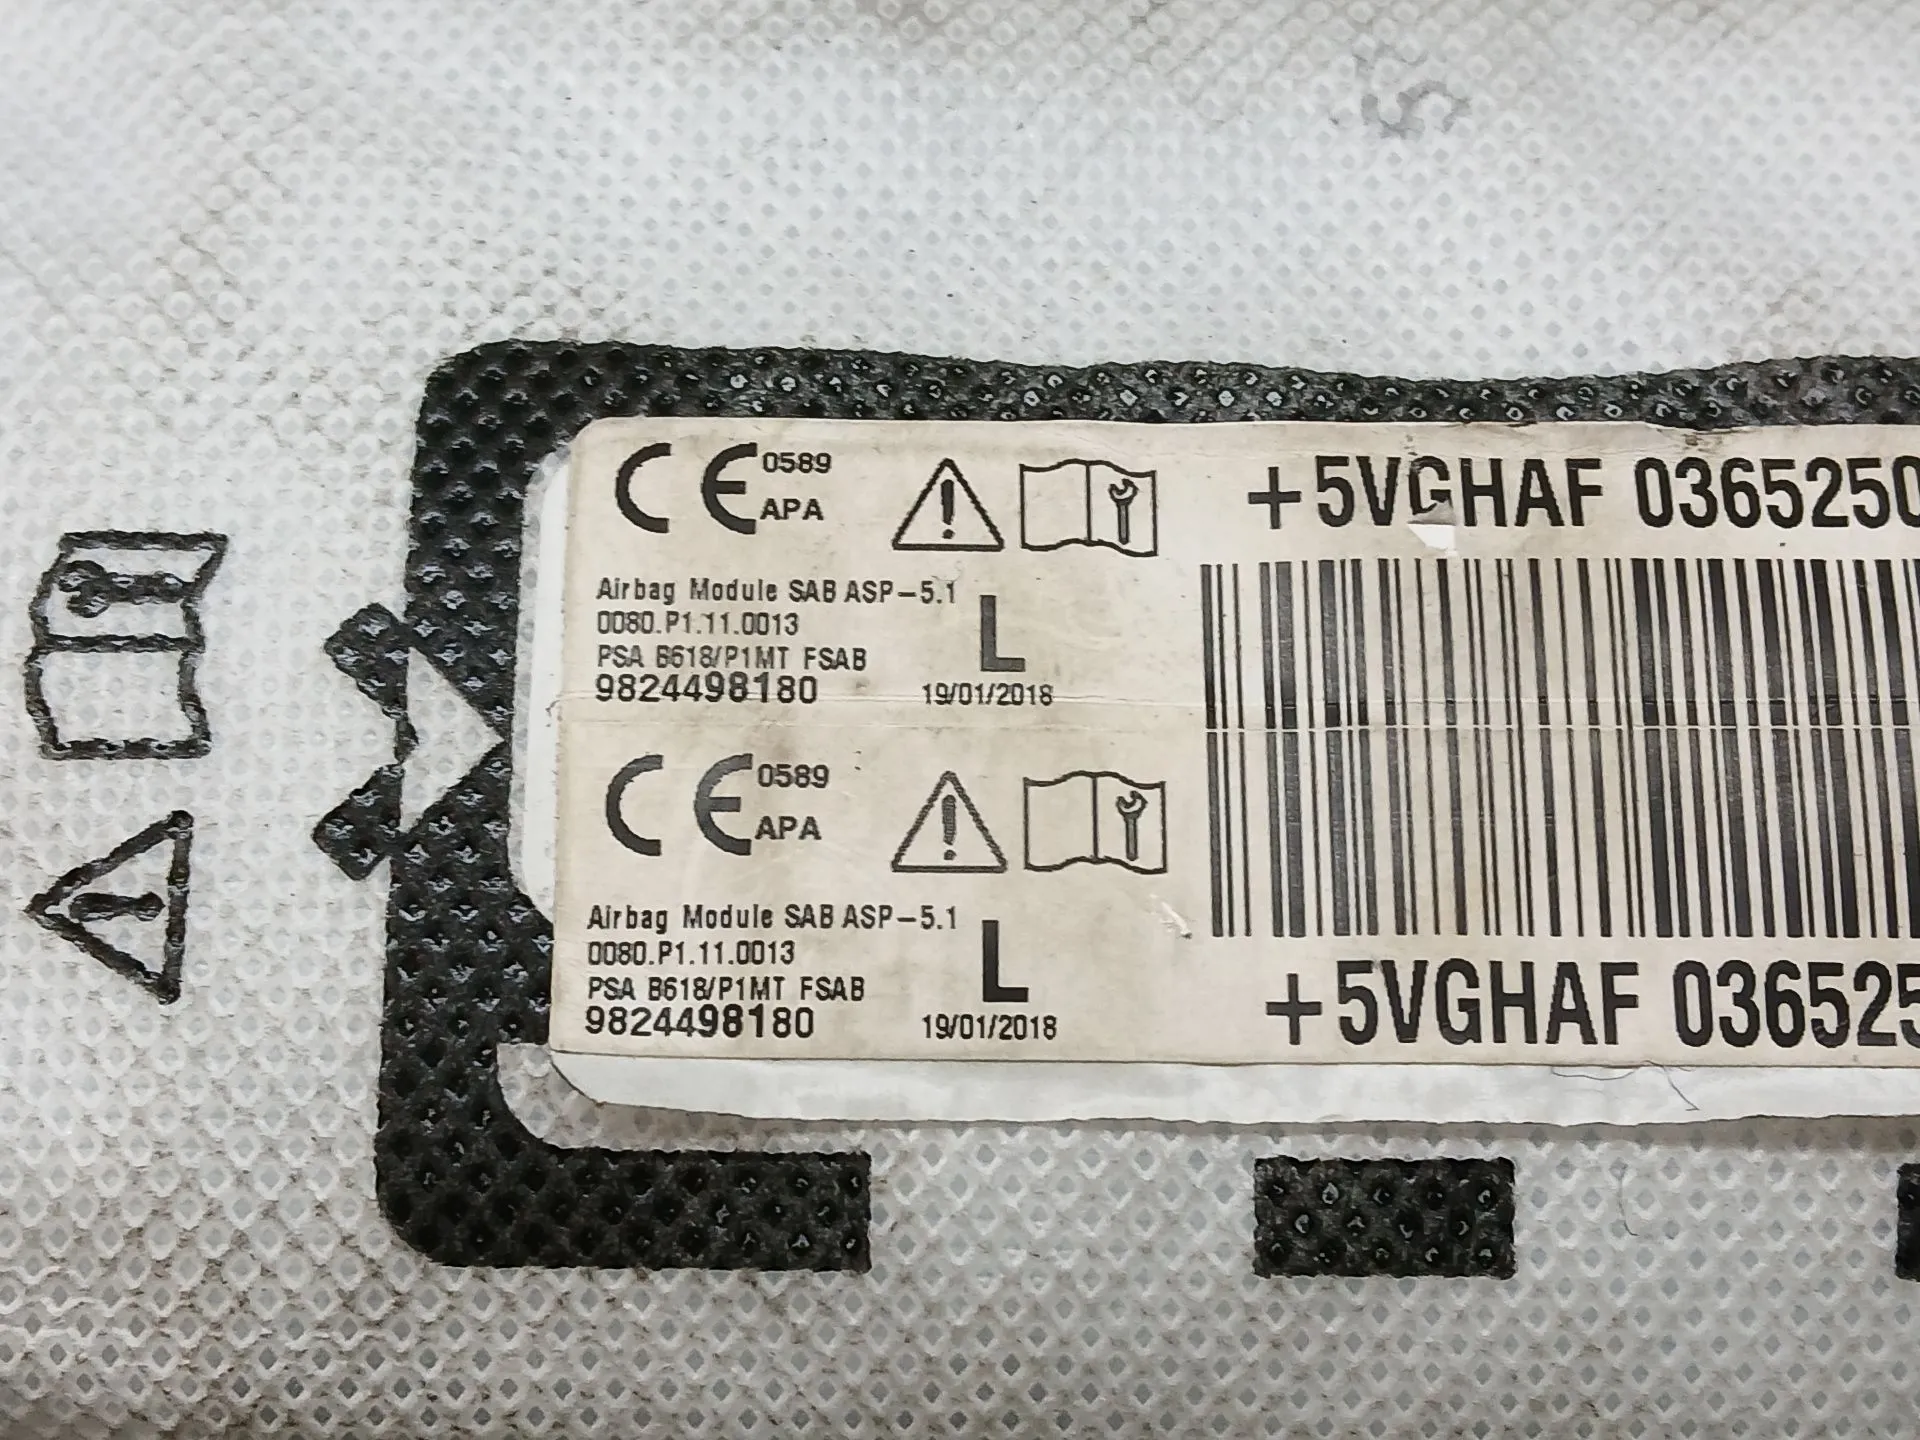 S
CE 0589
APA
+5VGHAF 0365250
Airbag Module SAB ASP-5.1
0080.P1.11.0013
L
PSA B618/P1MT FSAB
9824498180
19/01/2018
CE 0589
APA
Airbag Module SAB ASP-5.1
0080.P1.11.0013
L
PSA B618/P1MT FSAB
9824498180
19/01/2018
+5VGHAF 036525